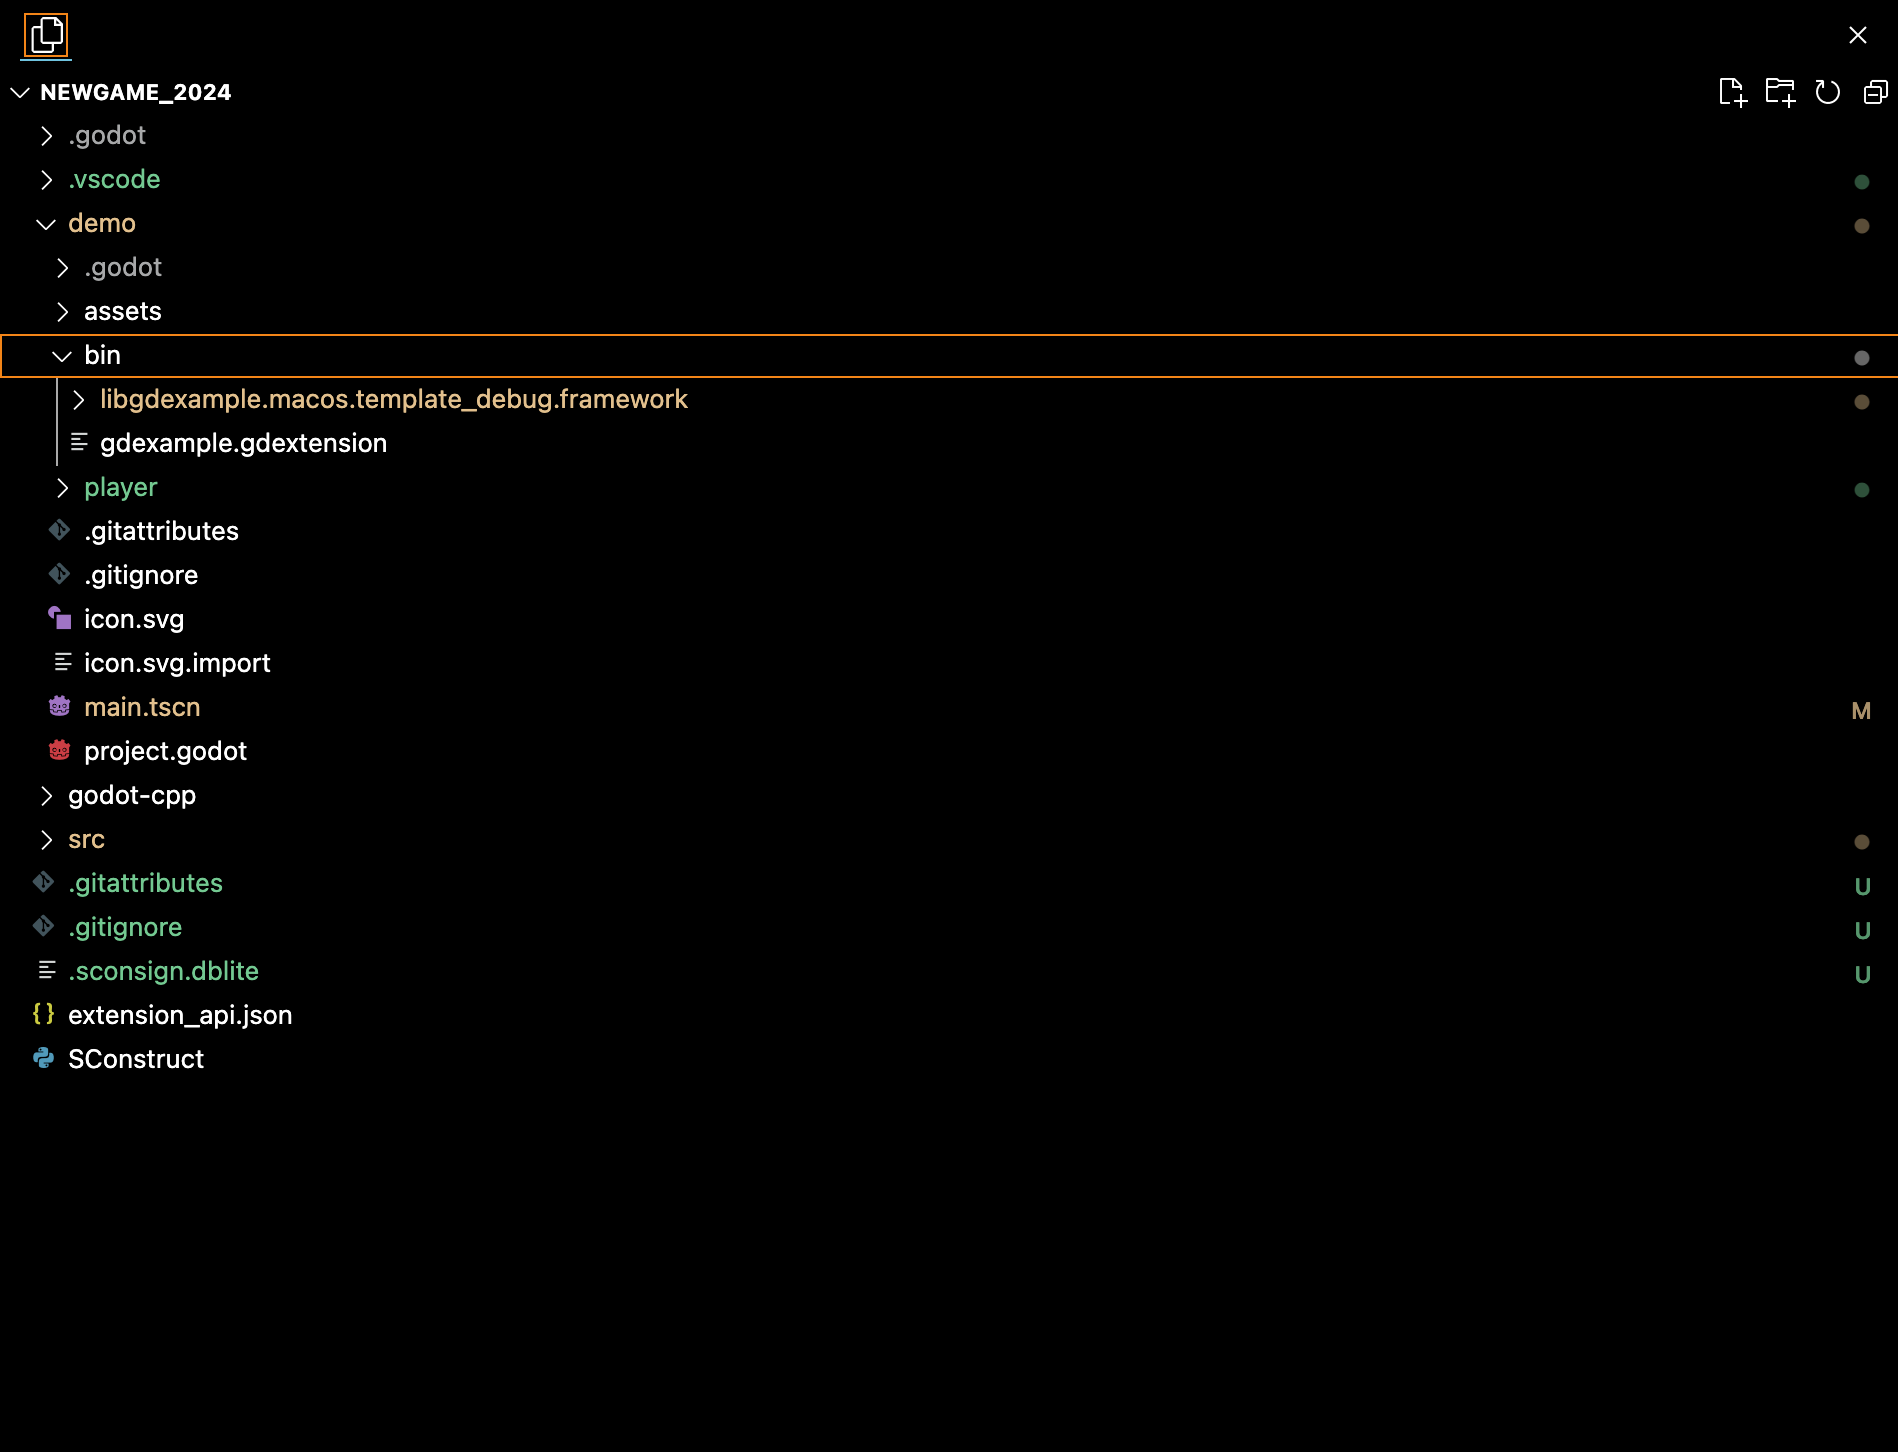 NEWGAME_2024
.godot
.vscode
demo
.godot
assets
bin
libgdexample.macos.template_debug.framework
gdexample.gdextension
player
.gitattributes
.gitignore
icon.svg
icon.svg.import
main.tscn M
project.godot
godot-cpp
src
.gitattributes U
.gitignore U
.sconsign.dblite U
{} extension_api.json
SConstruct